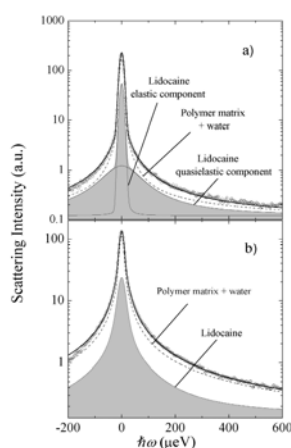 1000
a)
Lidocaine
elastic component
Polymer matrix
+ water
Lidocaine
quasielastic component
100
10
1
0.1
b)
Polymer matrix + water
Lidocaine
100
10
1
Scattering Intensity (a.u.)
-200 0 200 400 600
ħω (μeV)